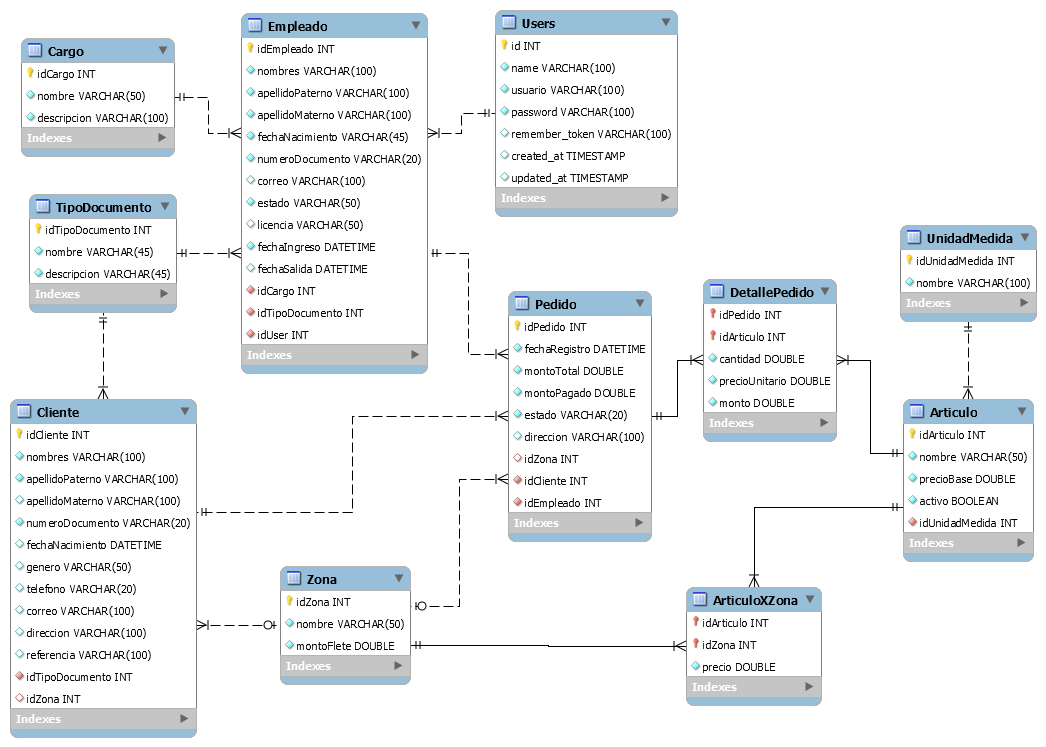 Cargo
idCargo INT
nombre VARCHAR(50)
descripcion VARCHAR(100)
Indexes
Empleado
idEmpleado INT
nombres VARCHAR(100)
apellidoPaterno VARCHAR(100)
apellidoMaterno VARCHAR(100)
fechaNacimiento VARCHAR(45)
numeroDocumento VARCHAR(20)
correo VARCHAR(100)
estado VARCHAR(50)
licencia VARCHAR(50)
fechaIngreso DATETIME
fechaSalida DATETIME
idCargo INT
idTipoDocumento INT
idUser INT
Indexes
Users
id INT
name VARCHAR(100)
usuario VARCHAR(100)
password VARCHAR(100)
remember_token VARCHAR(100)
created_at TIMESTAMP
updated_at TIMESTAMP
Indexes
TipoDocumento
idTipoDocumento INT
nombre VARCHAR(45)
descripcion VARCHAR(45)
Indexes
UnidadMedida
idUnidadMedida INT
nombre VARCHAR(100)
Indexes
Pedido
idPedido INT
fechaRegistro DATETIME
montoTotal DOUBLE
montoPagado DOUBLE
estado VARCHAR(20)
direccion VARCHAR(100)
idZona INT
idCliente INT
idEmpleado INT
Indexes
DetallePedido
idPedido INT
idArticulo INT
cantidad DOUBLE
precioUnitario DOUBLE
monto DOUBLE
Indexes
Cliente
idCliente INT
nombres VARCHAR(100)
apellidoPaterno VARCHAR(100)
apellidoMaterno VARCHAR(100)
numeroDocumento VARCHAR(20)
fechaNacimiento DATETIME
genero VARCHAR(50)
telefono VARCHAR(20)
correo VARCHAR(100)
direccion VARCHAR(100)
referencia VARCHAR(100)
idTipoDocumento INT
idZona INT
Indexes
Articulo
idArticulo INT
nombre VARCHAR(50)
precioBase DOUBLE
activo BOOLEAN
idUnidadMedida INT
Indexes
Zona
idZona INT
nombre VARCHAR(50)
montoFlete DOUBLE
Indexes
ArticuloXZona
idArticulo INT
idZona INT
precio DOUBLE
Indexes